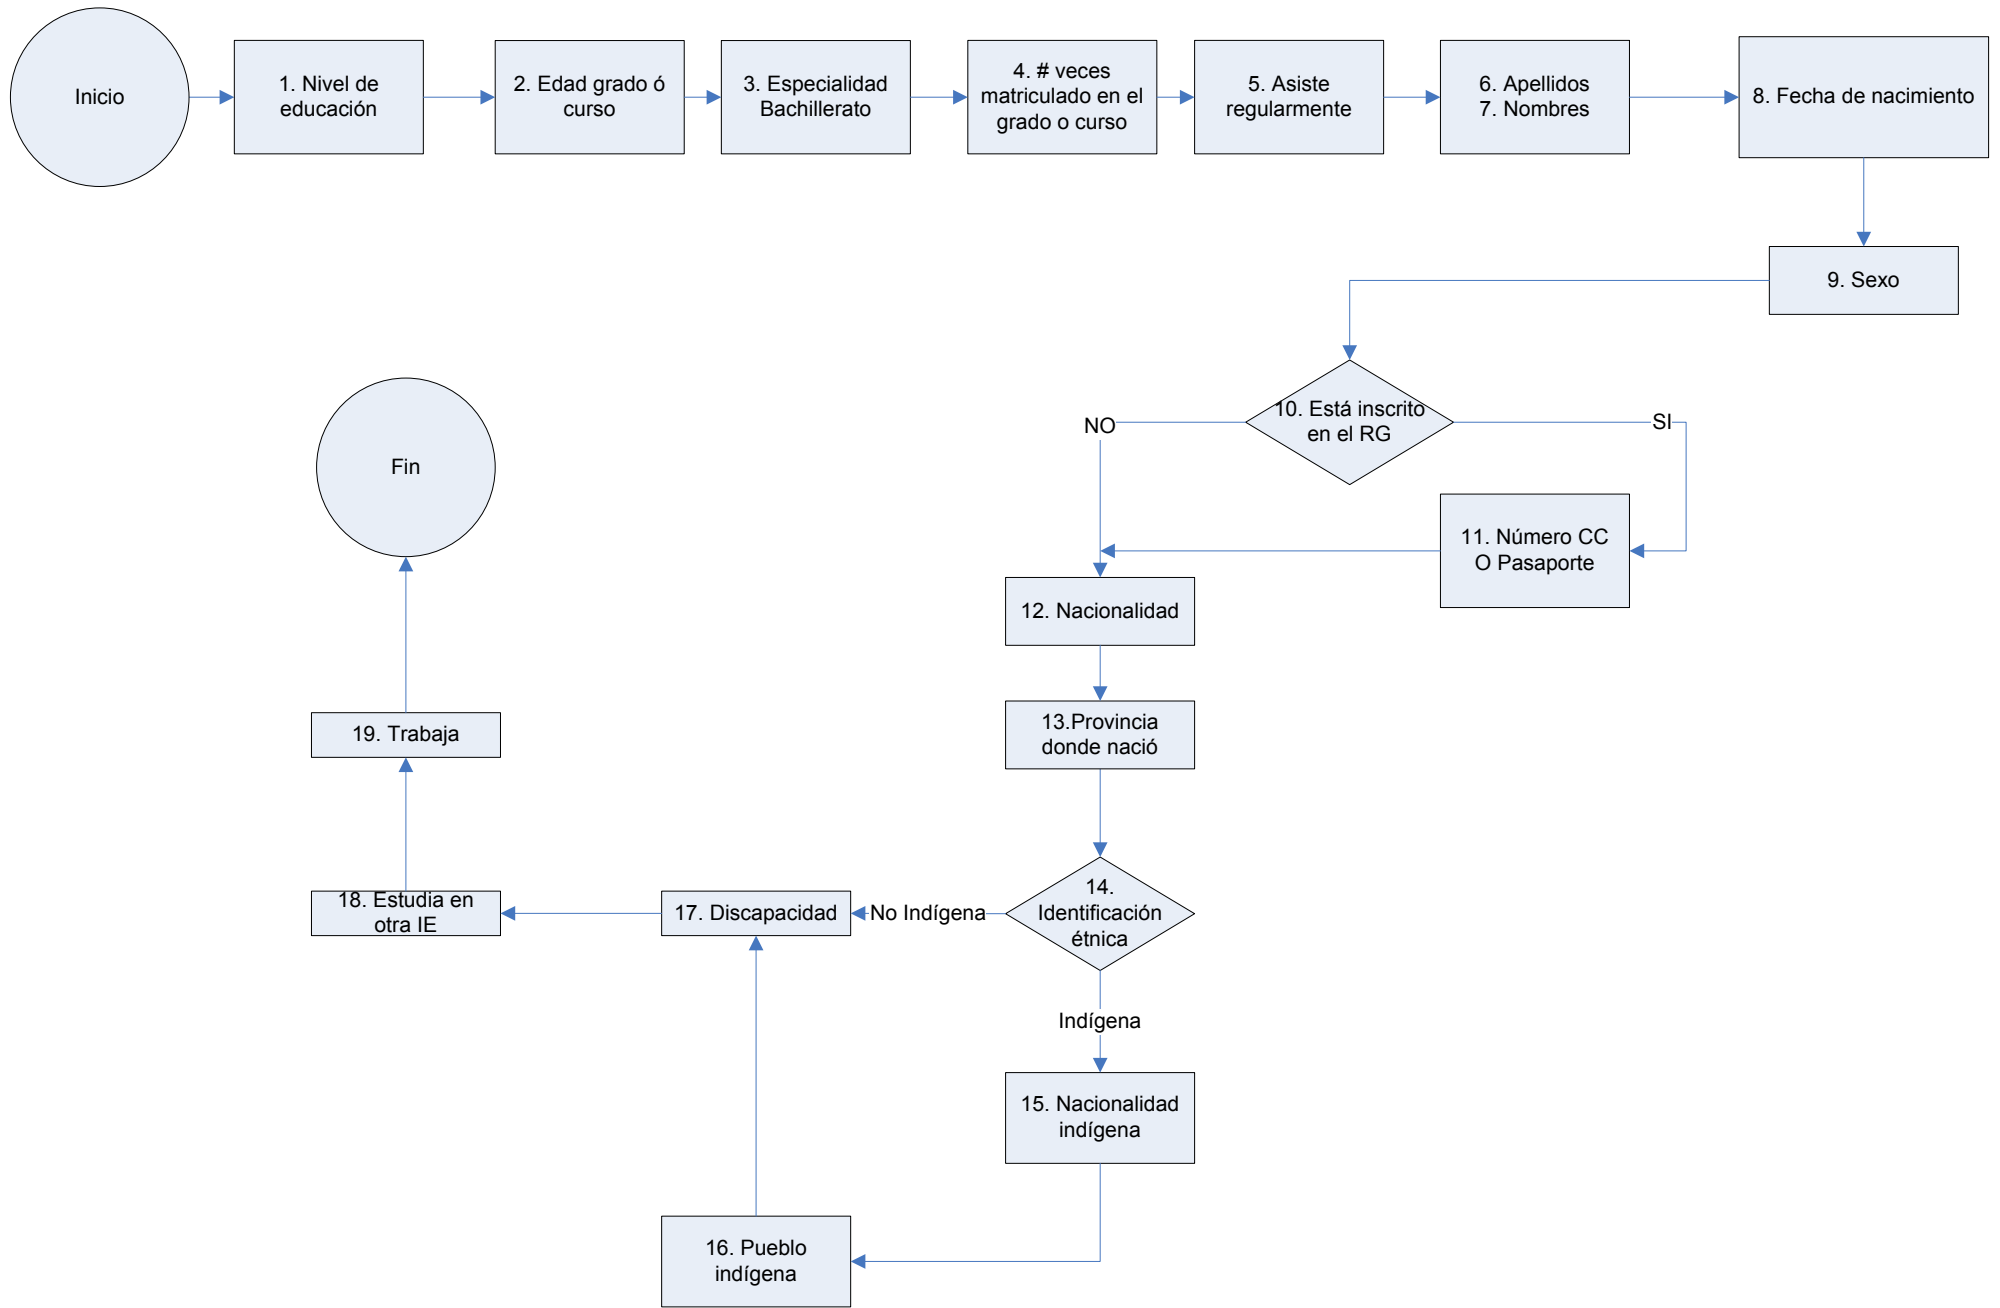 Inicio
1. Nivel de
educación
2. Edad grado ó
curso
3. Especialidad
Bachillerato
4. # veces
matriculado en el
grado o curso
5. Asiste
regularmente
6. Apellidos
7. Nombres
8. Fecha de nacimiento
9. Sexo
10. Está inscrito
en el RG
NO
SI
11. Número CC
O Pasaporte
12. Nacionalidad
13.Provincia
donde nació
14.
Identificación
étnica
No Indígena
Indígena
15. Nacionalidad
indígena
16. Pueblo
indígena
17. Discapacidad
18. Estudia en
otra IE
19. Trabaja
Fin